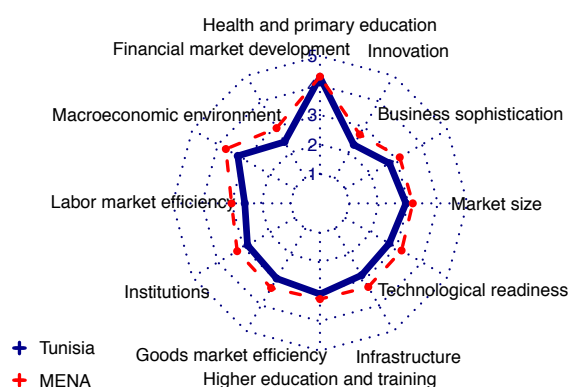 Health and primary education
Financial market development
Innovation
5
Macroeconomic environment
3
Business sophistication
2
1
Labor market efficiency
Market size
Institutions
Technological readiness
Tunisia
Goods market efficiency
Infrastructure
MENA
Higher education and training